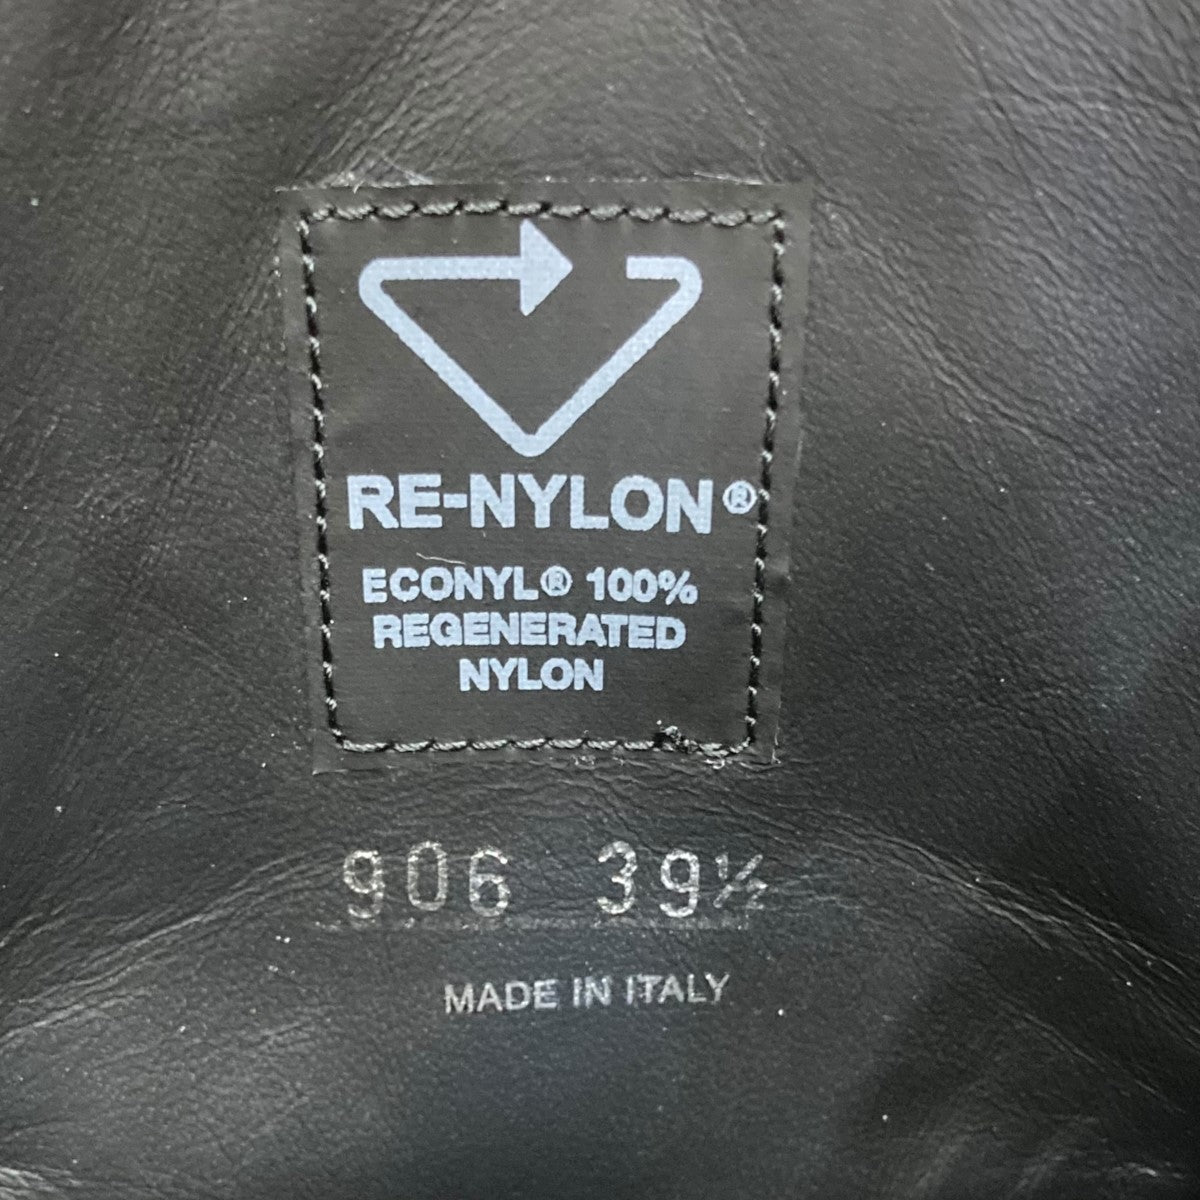 RE-NYLON®
ECONYL® 100%
REGENERATED
NYLON
906 39½
MADE IN ITALY